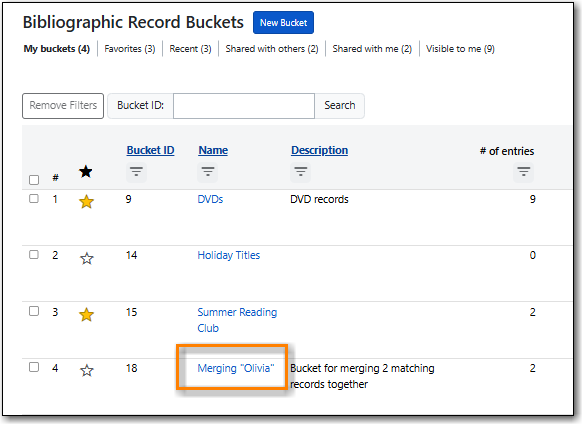 Bibliographic Record Buckets New Bucket
My buckets (4) Favorites (3) Recent (3) Shared with others (2) Shared with me (2) Visible to me (9)
Remove Filters Bucket ID: Search
# Bucket ID Name Description # of entries
1 9 DVDs DVD records 9
2 14 Holiday Titles 0
3 15 Summer Reading 2
Club
4 18 Merging "Olivia" Bucket for merging 2 matching 2
records together